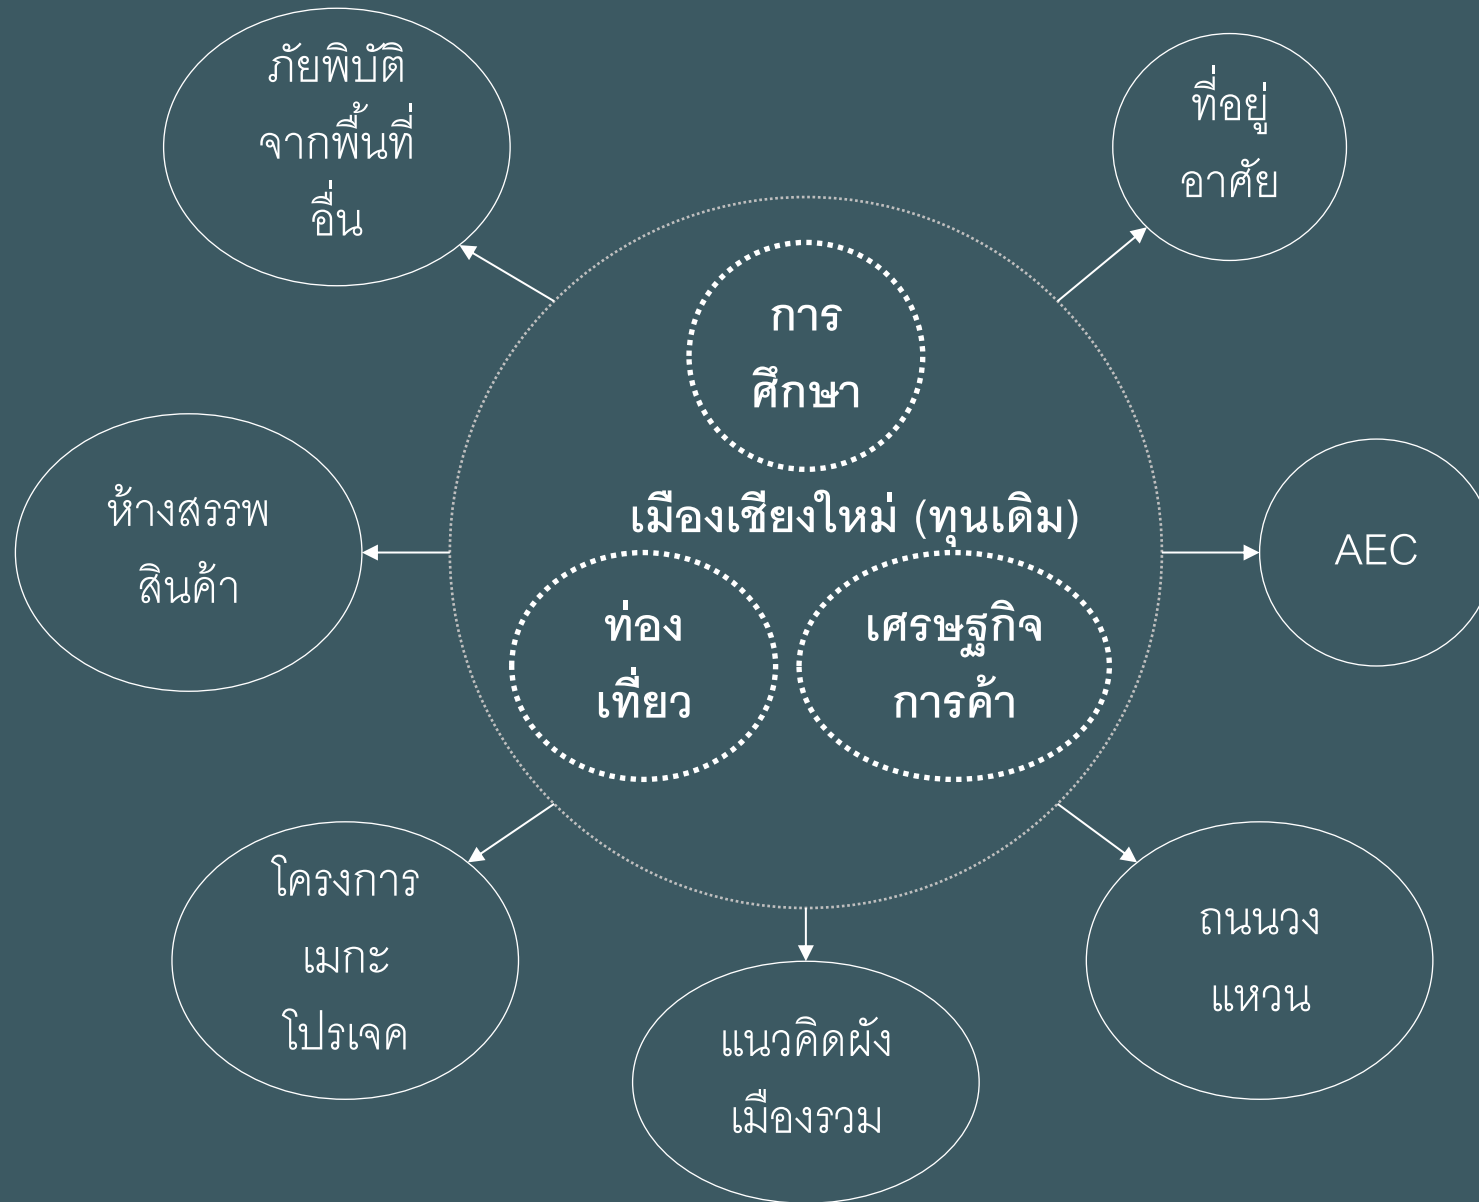 ภัยพิบัติ
จากพื้นที่
อื่น
ที่อยู่
อาศัย
การ
ศึกษา
ห้างสรรพ
สินค้า
เมืองเชียงใหม่ (ทุนเดิม)
AEC
ท่อง
เที่ยว
เศรษฐกิจ
การค้า
โครงการ
เมกะ
โปรเจค
แนวคิดผัง
เมืองรวม
ถนนวง
แหวน